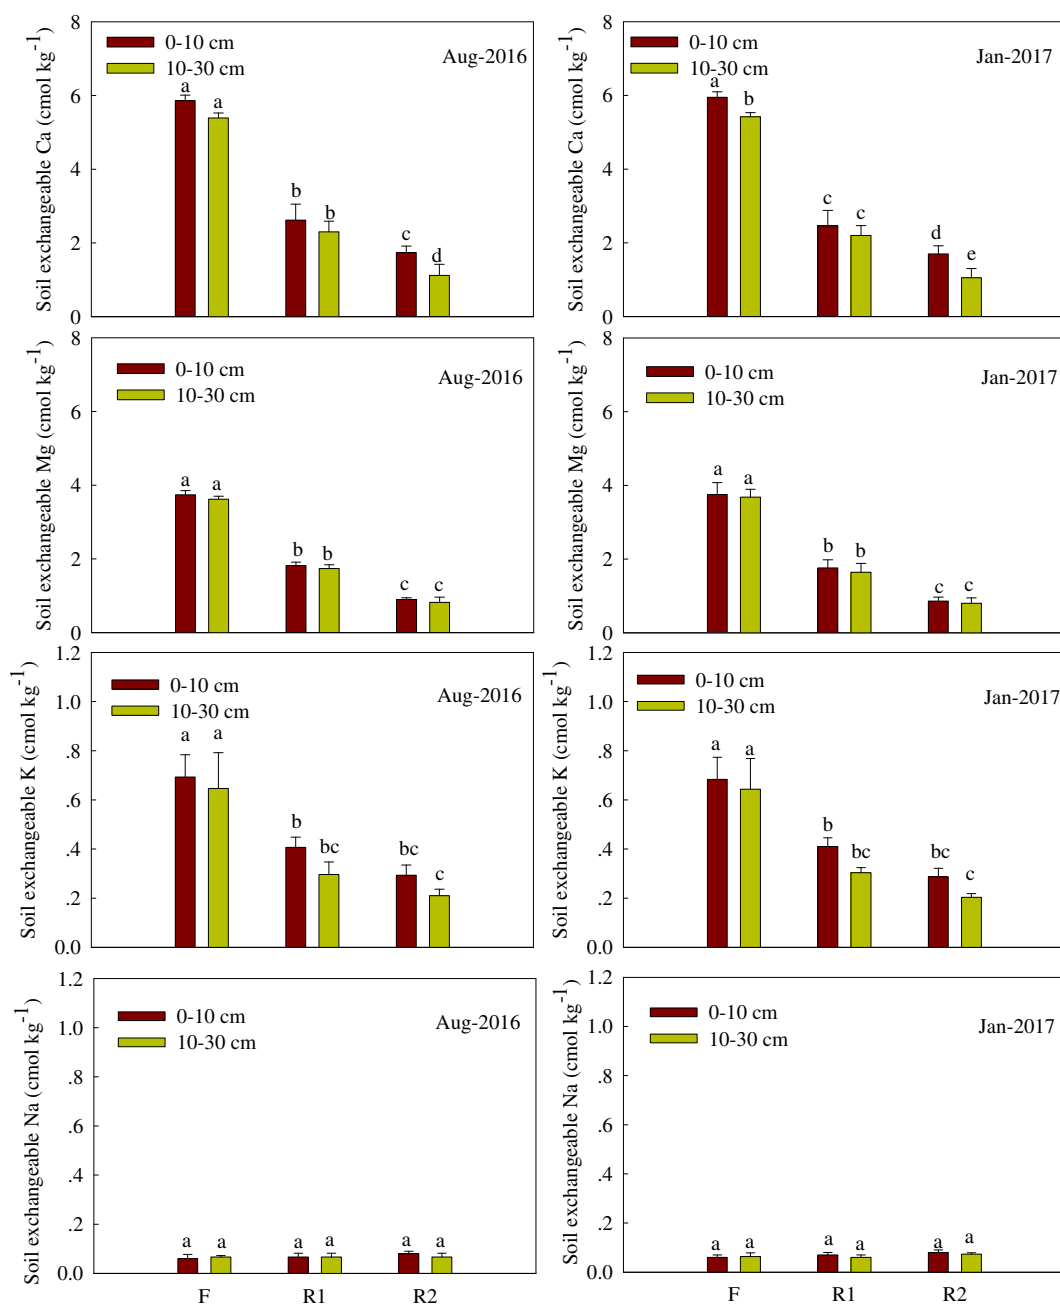 Soil exchangeable Ca (cmol kg-1)
8
6
4
2
0
0-10 cm
10-30 cm
Aug-2016
a
a
b
b
c
d
Soil exchangeable Ca (cmol kg-1)
8
6
4
2
0
0-10 cm
10-30 cm
Jan-2017
a
b
c
c
d
e
Soil exchangeable Mg (cmol kg-1)
8
6
4
2
0
0-10 cm
10-30 cm
Aug-2016
a
a
b
b
c
c
Soil exchangeable Mg (cmol kg-1)
8
6
4
2
0
0-10 cm
10-30 cm
Jan-2017
a
a
b
b
c
c
Soil exchangeable K (cmol kg-1)
1.2
1.0
.8
.6
.4
.2
0.0
0-10 cm
10-30 cm
Aug-2016
a
a
b
bc
bc
c
Soil exchangeable K (cmol kg-1)
1.2
1.0
.8
.6
.4
.2
0.0
0-10 cm
10-30 cm
Jan-2017
a
a
b
bc
bc
c
Soil exchangeable Na (cmol kg-1)
1.2
1.0
.8
.6
.4
.2
0.0
0-10 cm
10-30 cm
Aug-2016
a
a
a
a
a
a
F
R1
R2
Soil exchangeable Na (cmol kg-1)
1.2
1.0
.8
.6
.4
.2
0.0
0-10 cm
10-30 cm
Jan-2017
a
a
a
a
a
a
F
R1
R2